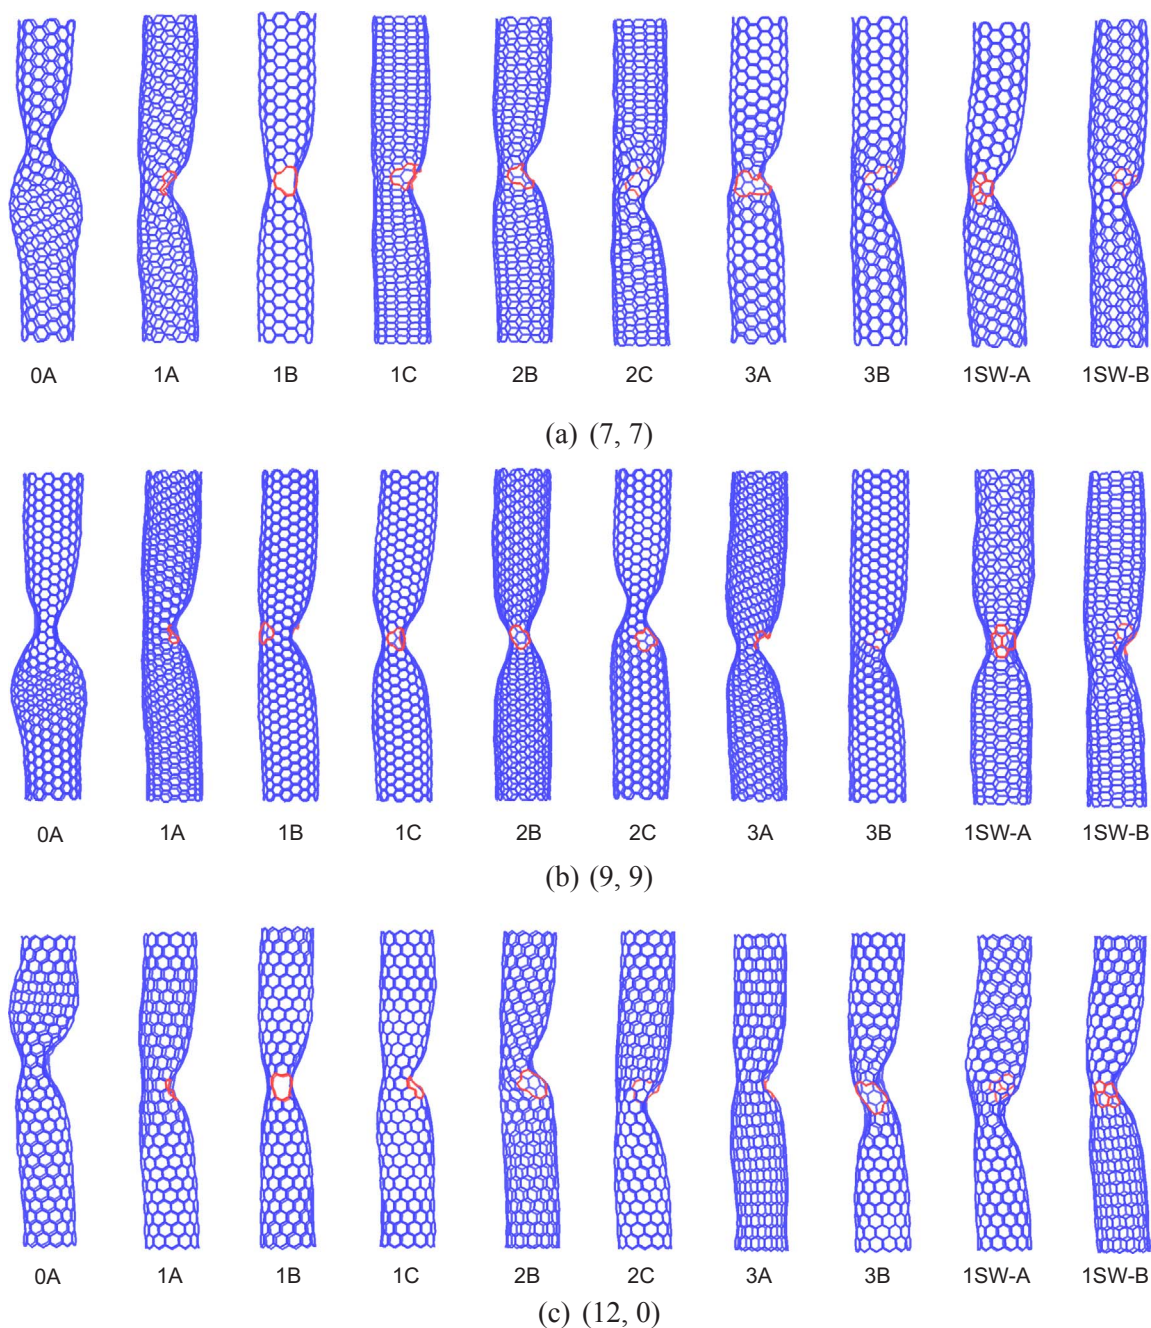 0A 1A 1B 1C 2B 2C 3A 3B 1SW-A 1SW-B
(a) (7, 7)
0A 1A 1B 1C 2B 2C 3A 3B 1SW-A 1SW-B
(b) (9, 9)
0A 1A 1B 1C 2B 2C 3A 3B 1SW-A 1SW-B
(c) (12, 0)